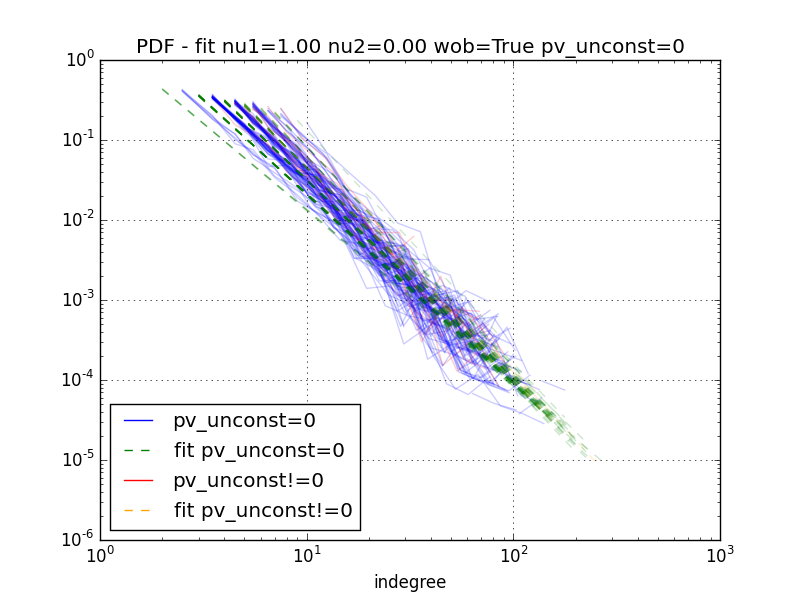 PDF - fit nu1=1.00 nu2=0.00 wob=True pv_unconst=0
10^0
10^-1
10^-2
10^-3
10^-4
10^-5
10^-6
pv_unconst=0
fit pv_unconst=0
pv_unconst!=0
fit pv_unconst!=0
10^0 10^1 10^2 10^3
indegree